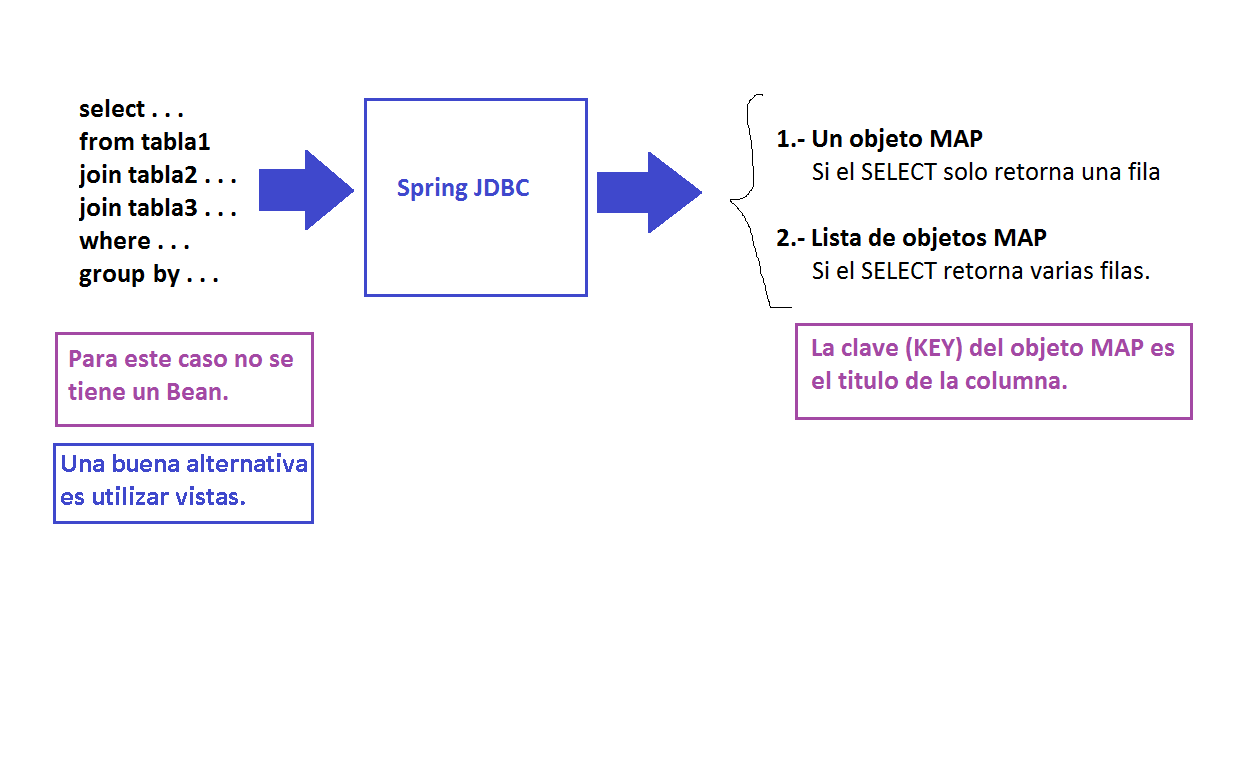 select . . .
from tabla1
join tabla2 . . .
join tabla3 . . .
where . . .
group by . . .
Para este caso no se
tiene un Bean.
Una buena alternativa
es utilizar vistas.
Spring JDBC
1.- Un objeto MAP
Si el SELECT solo retorna una fila
2.- Lista de objetos MAP
Si el SELECT retorna varias filas.
La clave (KEY) del objeto MAP es
el titulo de la columna.